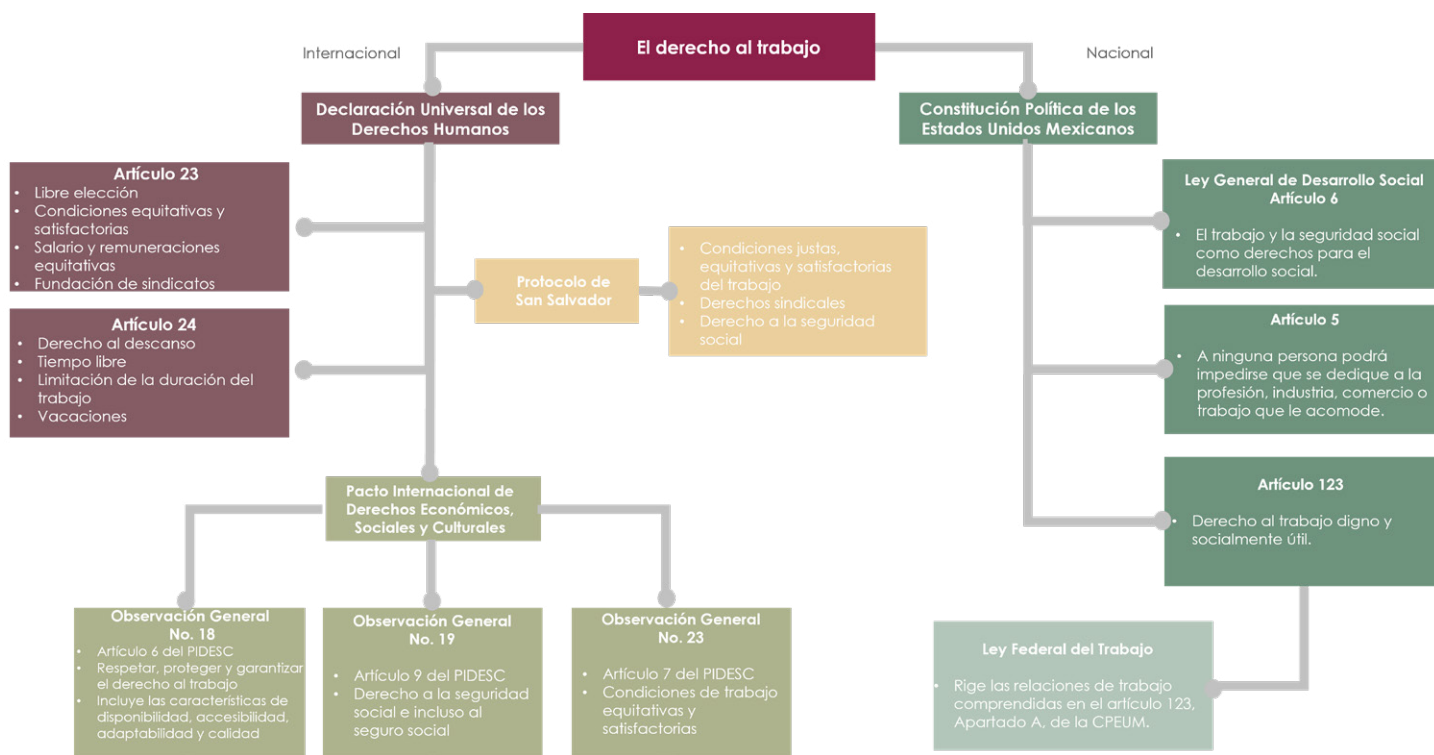 El derecho al trabajo
Internacional
Nacional
Declaración Universal de los
Derechos Humanos
Constitución Política de los
Estados Unidos Mexicanos
Artículo 23
• Libre elección
• Condiciones equitativas y
satisfactorias
• Salario y remuneraciones
equitativas
• Fundación de sindicatos
Artículo 24
• Derecho al descanso
• Tiempo libre
• Limitación de la duración del
trabajo
• Vacaciones
Protocolo de
San Salvador
• Condiciones justas,
equitativas y satisfactorias
del trabajo
• Derechos sindicales
• Derecho a la seguridad
social
Ley General de Desarrollo Social
Artículo 6
• El trabajo y la seguridad social
como derechos para el
desarrollo social.
Artículo 5
• A ninguna persona podrá
impedirse que se dedique a la
profesión, industria, comercio o
trabajo que le acomode.
Artículo 123
• Derecho al trabajo digno y
socialmente útil.
Pacto Internacional de
Derechos Económicos,
Sociales y Culturales
Observación General
No. 18
• Artículo 6 del PIDESC
• Respetar, proteger y garantizar
el derecho al trabajo
• Incluye las características de
disponibilidad, accesibilidad,
adaptabilidad y calidad
Observación General
No. 19
• Artículo 9 del PIDESC
• Derecho a la seguridad
social e incluso al
seguro social
Observación General
No. 23
• Artículo 7 del PIDESC
• Condiciones de trabajo
equitativas y
satisfactorias
Ley Federal del Trabajo
• Rige las relaciones de trabajo
comprendidas en el artículo 123,
Apartado A. de la CPEUM.